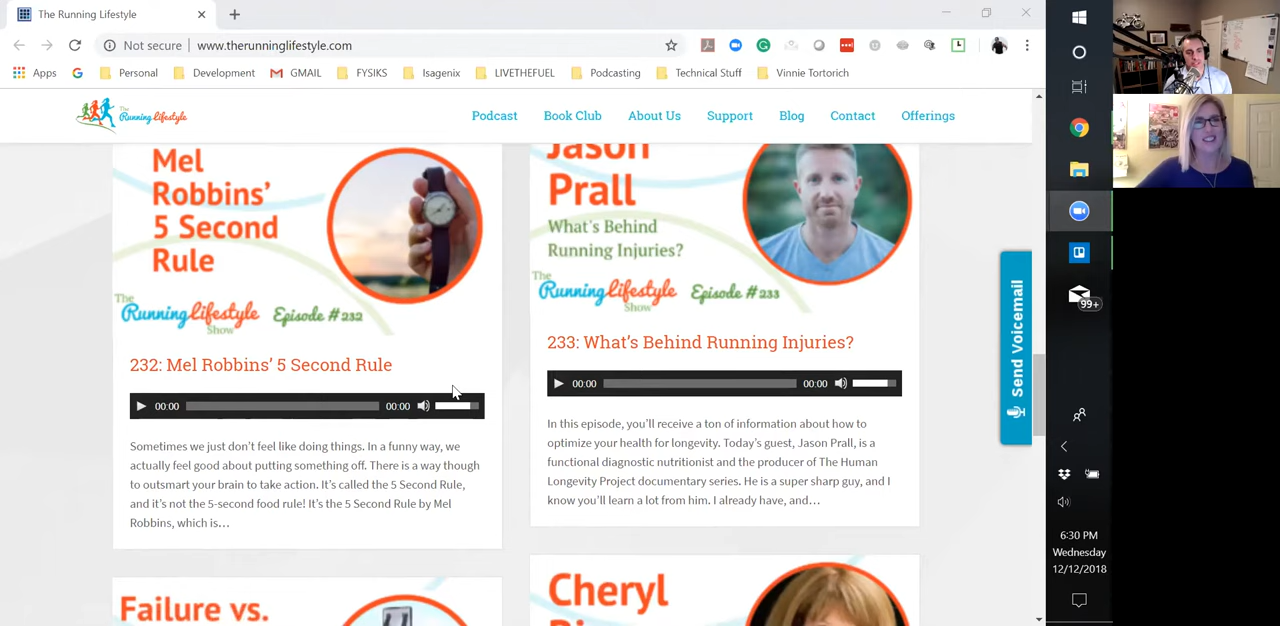 The Running Lifestyle
Not secure
www.therunninglifestyle.com
Apps
Personal
Development
GMAIL
FYSIKS
Isagenix
LIVETHEFUEL
Podcasting
Technical Stuff
Vinnie Tortorich
The
Running Lifestyle
Podcast
Book Club
About Us
Support
Blog
Contact
Offerings
Mel
Robbins'
5 Second
Rule
The
Running Lifestyle
Show
Episode #232
232: Mel Robbins' 5 Second Rule
00:00
00:00
Sometimes we just don't feel like doing things. In a funny way, we
actually feel good about putting something off. There is a way though
to outsmart your brain to take action. It's called the 5 Second Rule,
and it's not the 5-second food rule! It's the 5 Second Rule by Mel
Robbins, which is…
Jason
Prall
What's Behind
Running Injuries?
The
Running Lifestyle
Show
Episode #233
233: What's Behind Running Injuries?
00:00
00:00
In this episode, you'll receive a ton of information about how to
optimize your health for longevity. Today's guest, Jason Prall, is a
functional diagnostic nutritionist and the producer of The Human
Longevity Project documentary series. He is a super sharp guy, and I
know you'll learn a lot from him. I already have, and…
Failure vs.
Cheryl
Send Voicemail
99+
6:30 PM
Wednesday
12/12/2018